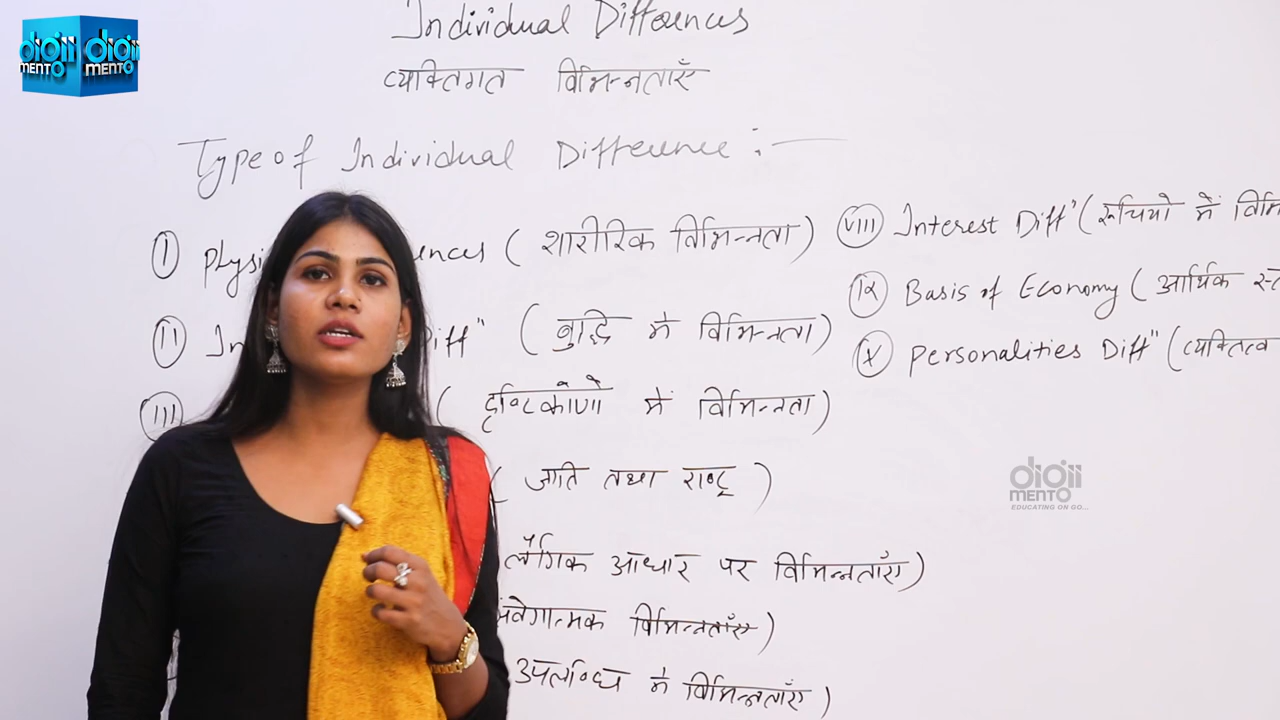 digii MENTO digii MENTO
Individual Differences
व्यक्तिगत विभिन्नताएँ
Type of Individual Difference :—
I Physi ences ( शारीरिक विभिन्नता )
II In Diff" ( बुद्धि में विभिन्नता )
III ( दृष्टिकोणों में विभिन्नता )
( जाति तथा राष्ट्र )
लैंगिक आधार पर विभिन्नताएँ )
संवेगात्मक विभिन्नताएँ )
उपलब्धि में विभिन्नताएँ )
VIII Interest Diff" ( रूचियो में
IX Basis of Economy ( आर्थिक
X Personalities Diff" ( व्यक्तित्व
digii MENTO
EDUCATING ON GO...